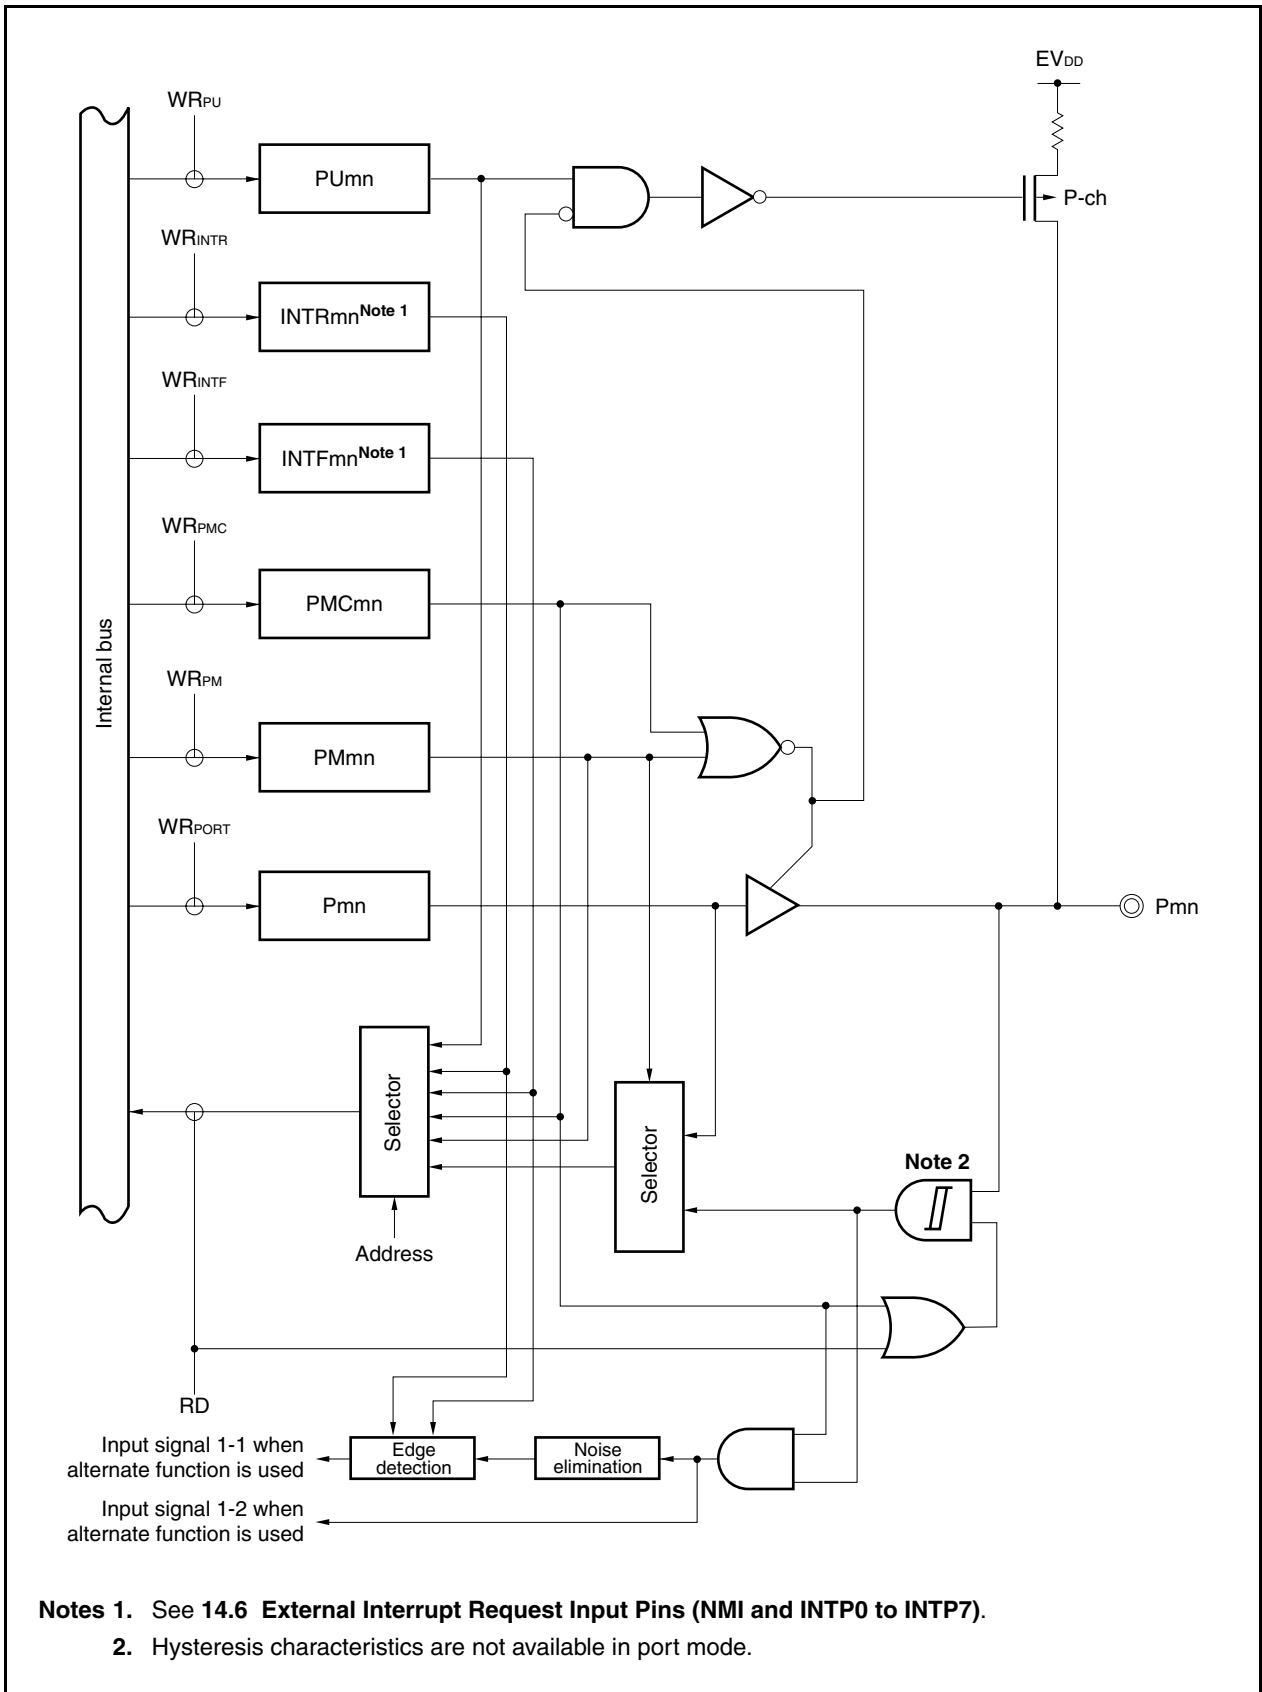 EVDD
WRPU
PUmn
P-ch
WRINTR
INTRmnNote 1
WRINTF
INTFmnNote 1
WRPMC
PMCmn
Internal bus
WRPM
PMmn
WRPORT
Pmn
Pmn
Selector
Selector
Note 2
Address
RD
Input signal 1-1 when
alternate function is used
Edge
detection
Noise
elimination
Input signal 1-2 when
alternate function is used
Notes 1. See 14.6 External Interrupt Request Input Pins (NMI and INTP0 to INTP7).
2. Hysteresis characteristics are not available in port mode.